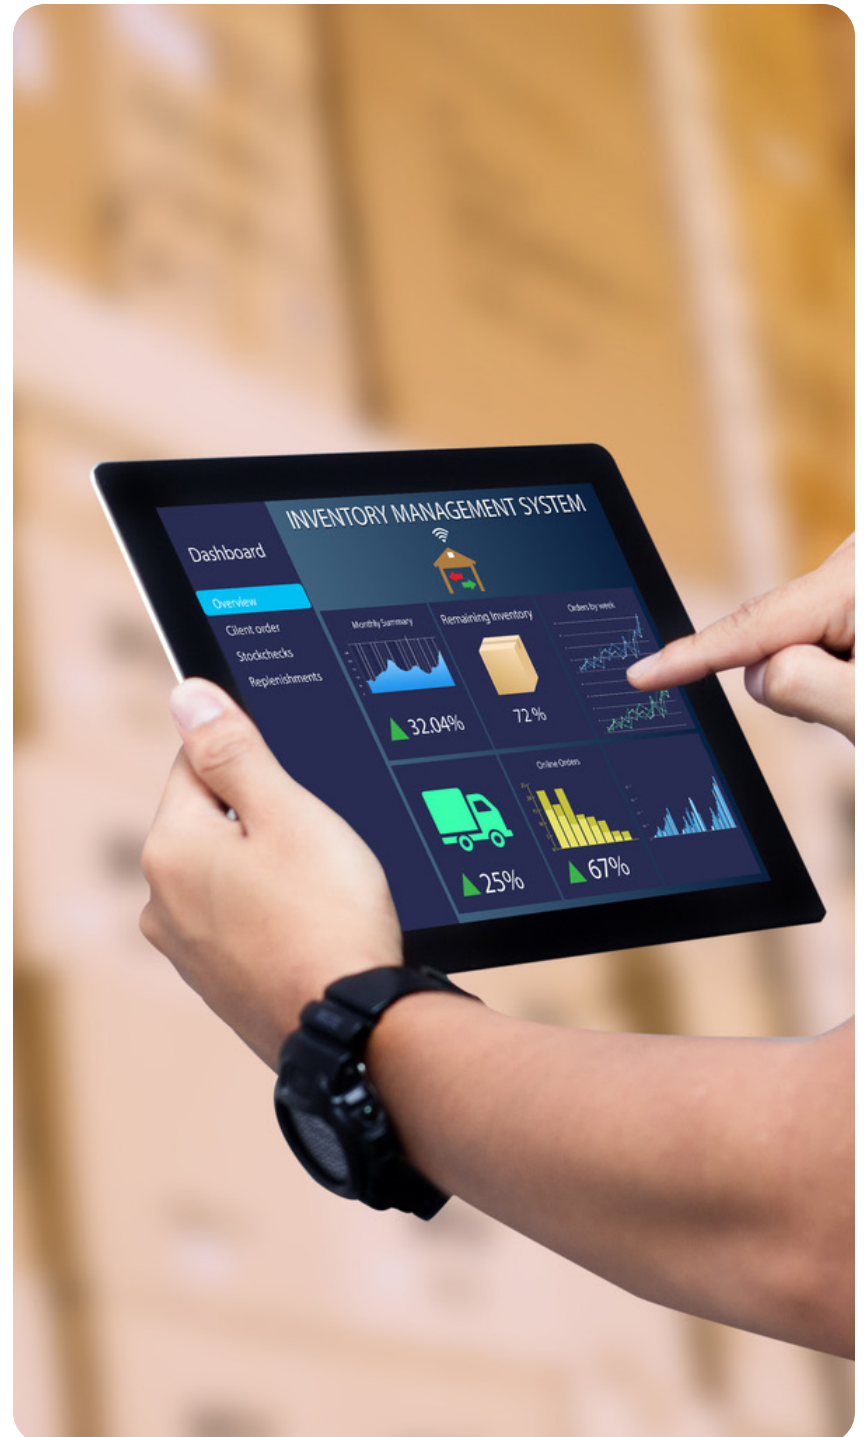 INVENTORY MANAGEMENT SYSTEM
Dashboard
Overview
Cilent order
Stockchecks
Replenishments
Monthly Summary
32.04%
Remaining Inventory
72%
Orders by week
25%
Online Orders
67%